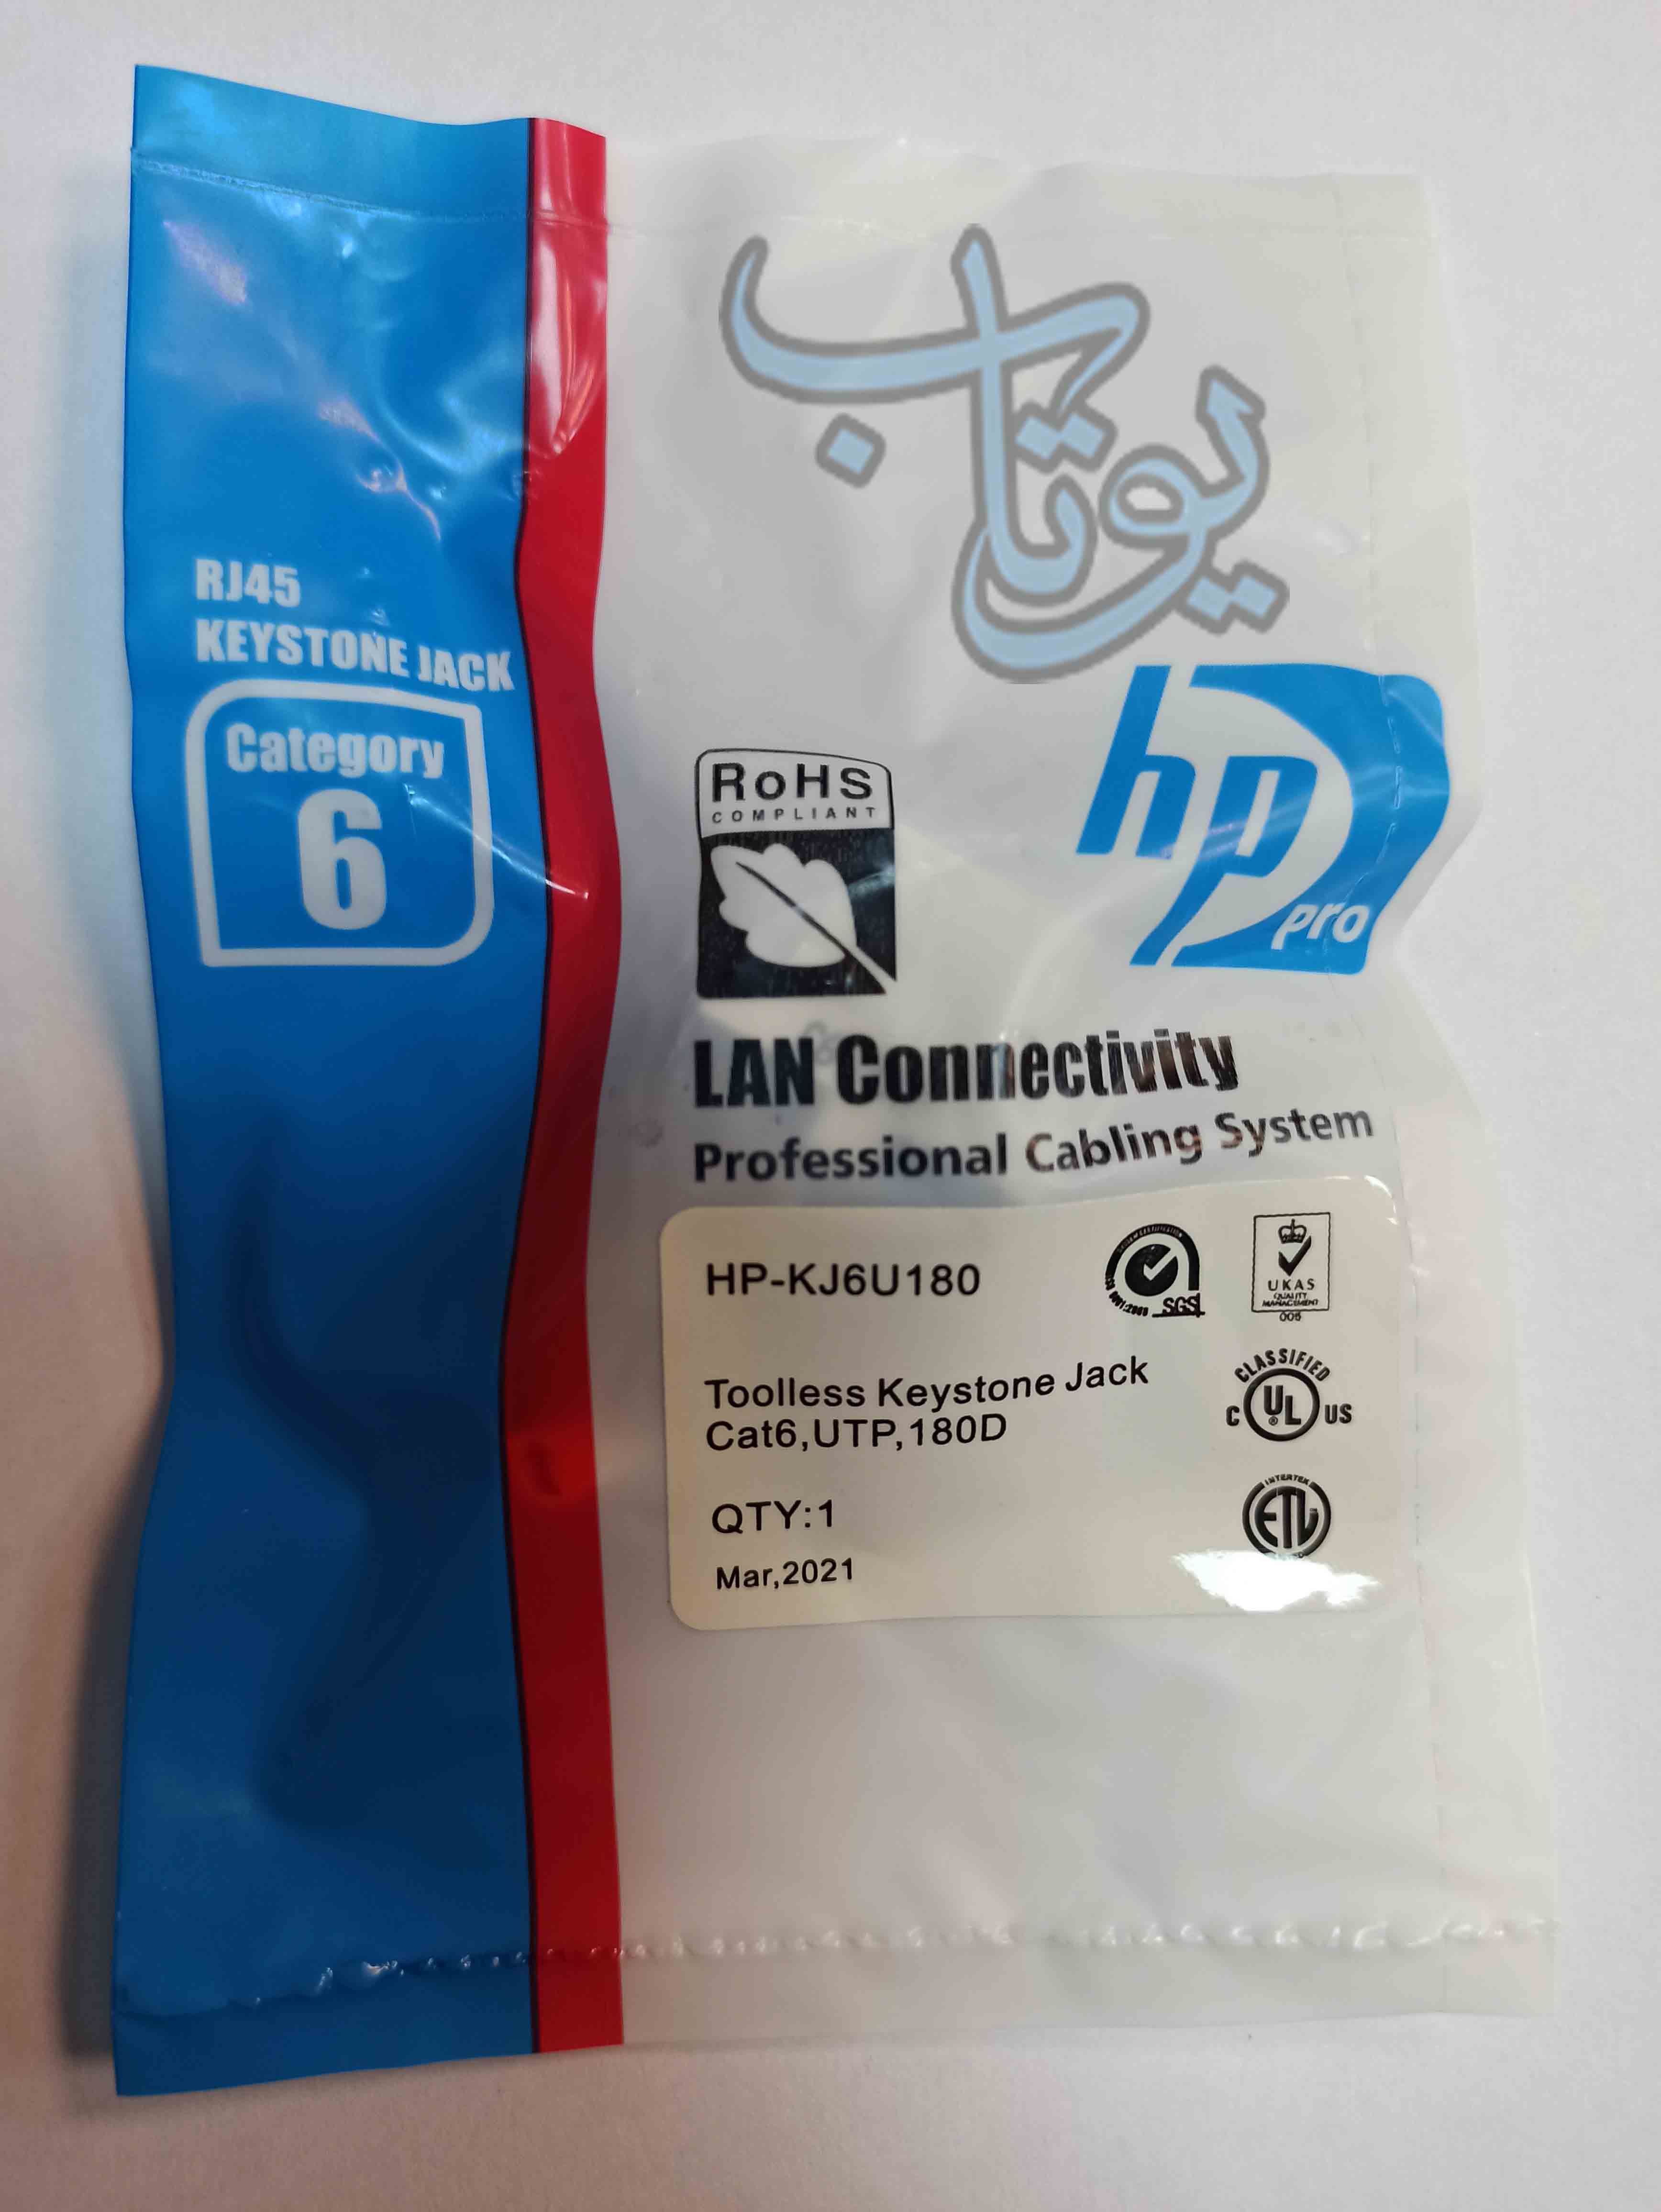 یوتاب
RJ45
KEYSTONE JACK
Category
6
RoHS
COMPLIANT
hp
pro
LAN Connectivity
Professional Cabling System
HP-KJ6U180
SGS
UKAS
QUALITY
MANAGEMENT
005
Toolless Keystone Jack
Cat6,UTP,180D
CLASSIFIED
C UL US
®
QTY:1
INTERTEK
ETL
Mar,2021